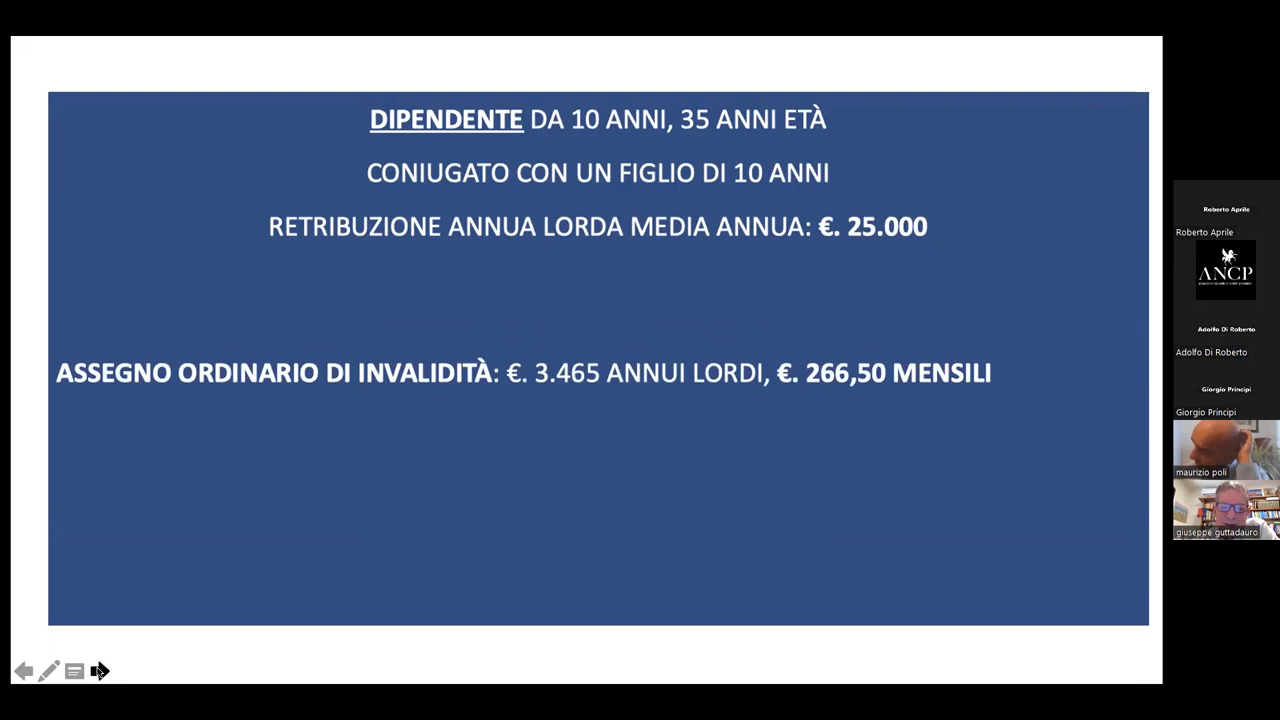 DIPENDENTE DA 10 ANNI, 35 ANNI ETÀ
CONIUGATO CON UN FIGLIO DI 10 ANNI
RETRIBUZIONE ANNUA LORDA MEDIA ANNUA: €. 25.000
ASSEGNO ORDINARIO DI INVALIDITÀ: €. 3.465 ANNUI LORDI, €. 266,50 MENSILI
Roberto Aprile
Roberto Aprile
ANCP
Adolfo Di Roberto
Adolfo Di Roberto
Giorgio Principi
Giorgio Principi
maurizio poli
giuseppe guttadauro